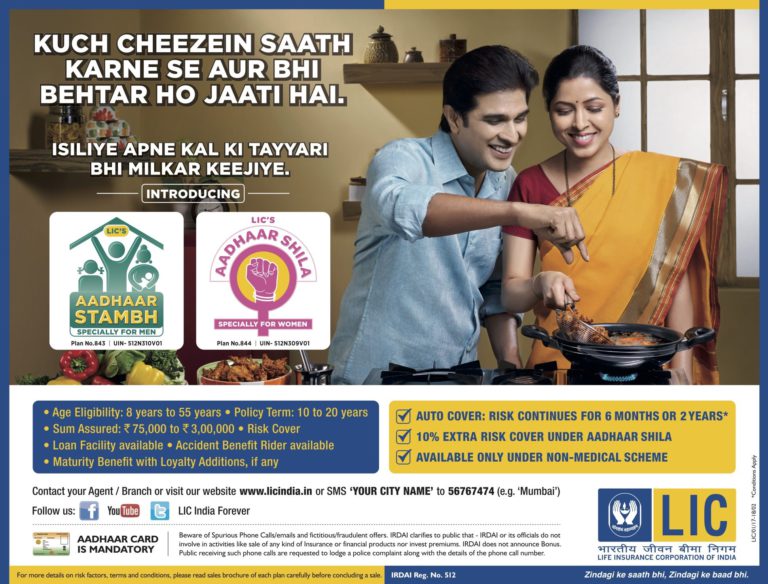 KUCH CHEEZEIN SAATH
KARNE SE AUR BHI
BEHTAR HO JAATI HAI.
ISILIYE APNE KAL KI TAYYARI
BHI MILKAR KEEJIYE.
INTRODUCING
LIC'S
AADHAAR
STAMBH
SPECIALLY FOR MEN
Plan No.843 | UIN- 512N310V01
LIC'S
AADHAAR SHILA
SPECIALLY FOR WOMEN
Plan No.844 | UIN- 512N309V01
• Age Eligibility: 8 years to 55 years • Policy Term: 10 to 20 years
• Sum Assured: ₹ 75,000 to ₹ 3,00,000 • Risk Cover
• Loan Facility available • Accident Benefit Rider available
• Maturity Benefit with Loyalty Additions, if any
AUTO COVER: RISK CONTINUES FOR 6 MONTHS OR 2 YEARS*
10% EXTRA RISK COVER UNDER AADHAAR SHILA
AVAILABLE ONLY UNDER NON-MEDICAL SCHEME
LIC/01/17-18/02 *Conditions Apply
Contact your Agent / Branch or visit our website www.licindia.in or SMS 'YOUR CITY NAME' to 56767474 (e.g. 'Mumbai')
Follow us: f YouTube LIC India Forever
AADHAAR CARD
IS MANDATORY
Beware of Spurious Phone Calls/emails and fictitious/fraudulent offers. IRDAI clarifies to public that - IRDAI or its officials do not
involve in activities like sale of any kind of Insurance or financial products nor invest premiums. IRDAI does not announce Bonus.
Public receiving such phone calls are requested to lodge a police complaint along with the details of the phone call number.
LIC
भारतीय जीवन बीमा निगम
LIFE INSURANCE CORPORATION OF INDIA
For more details on risk factors, terms and conditions, please read sales brochure of each plan carefully before concluding a sale.
IRDAI Reg. No. 512
Zindagi ke saath bhi, Zindagi ke baad bhi.